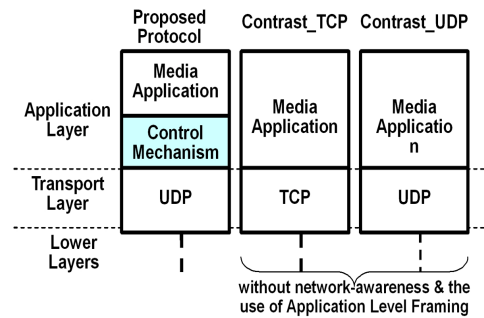 Proposed
Protocol
Contrast_TCP
Contrast_UDP
Application
Layer
Media
Application
Control
Mechanism
Media
Application
Media
Applicatio
n
Transport
Layer
UDP
TCP
UDP
Lower
Layers
without network-awareness & the
use of Application Level Framing